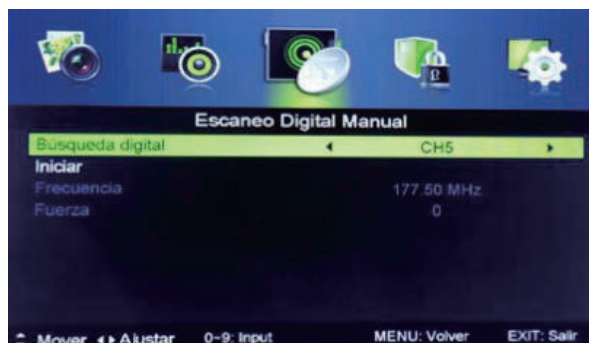 Escaneo Digital Manual
Búsqueda digital CH5
Iniciar
Frecuencia 177.50 MHz
Fuerza 0
Mover Ajustar 0~9: Input MENU: Volver EXIT: Salir